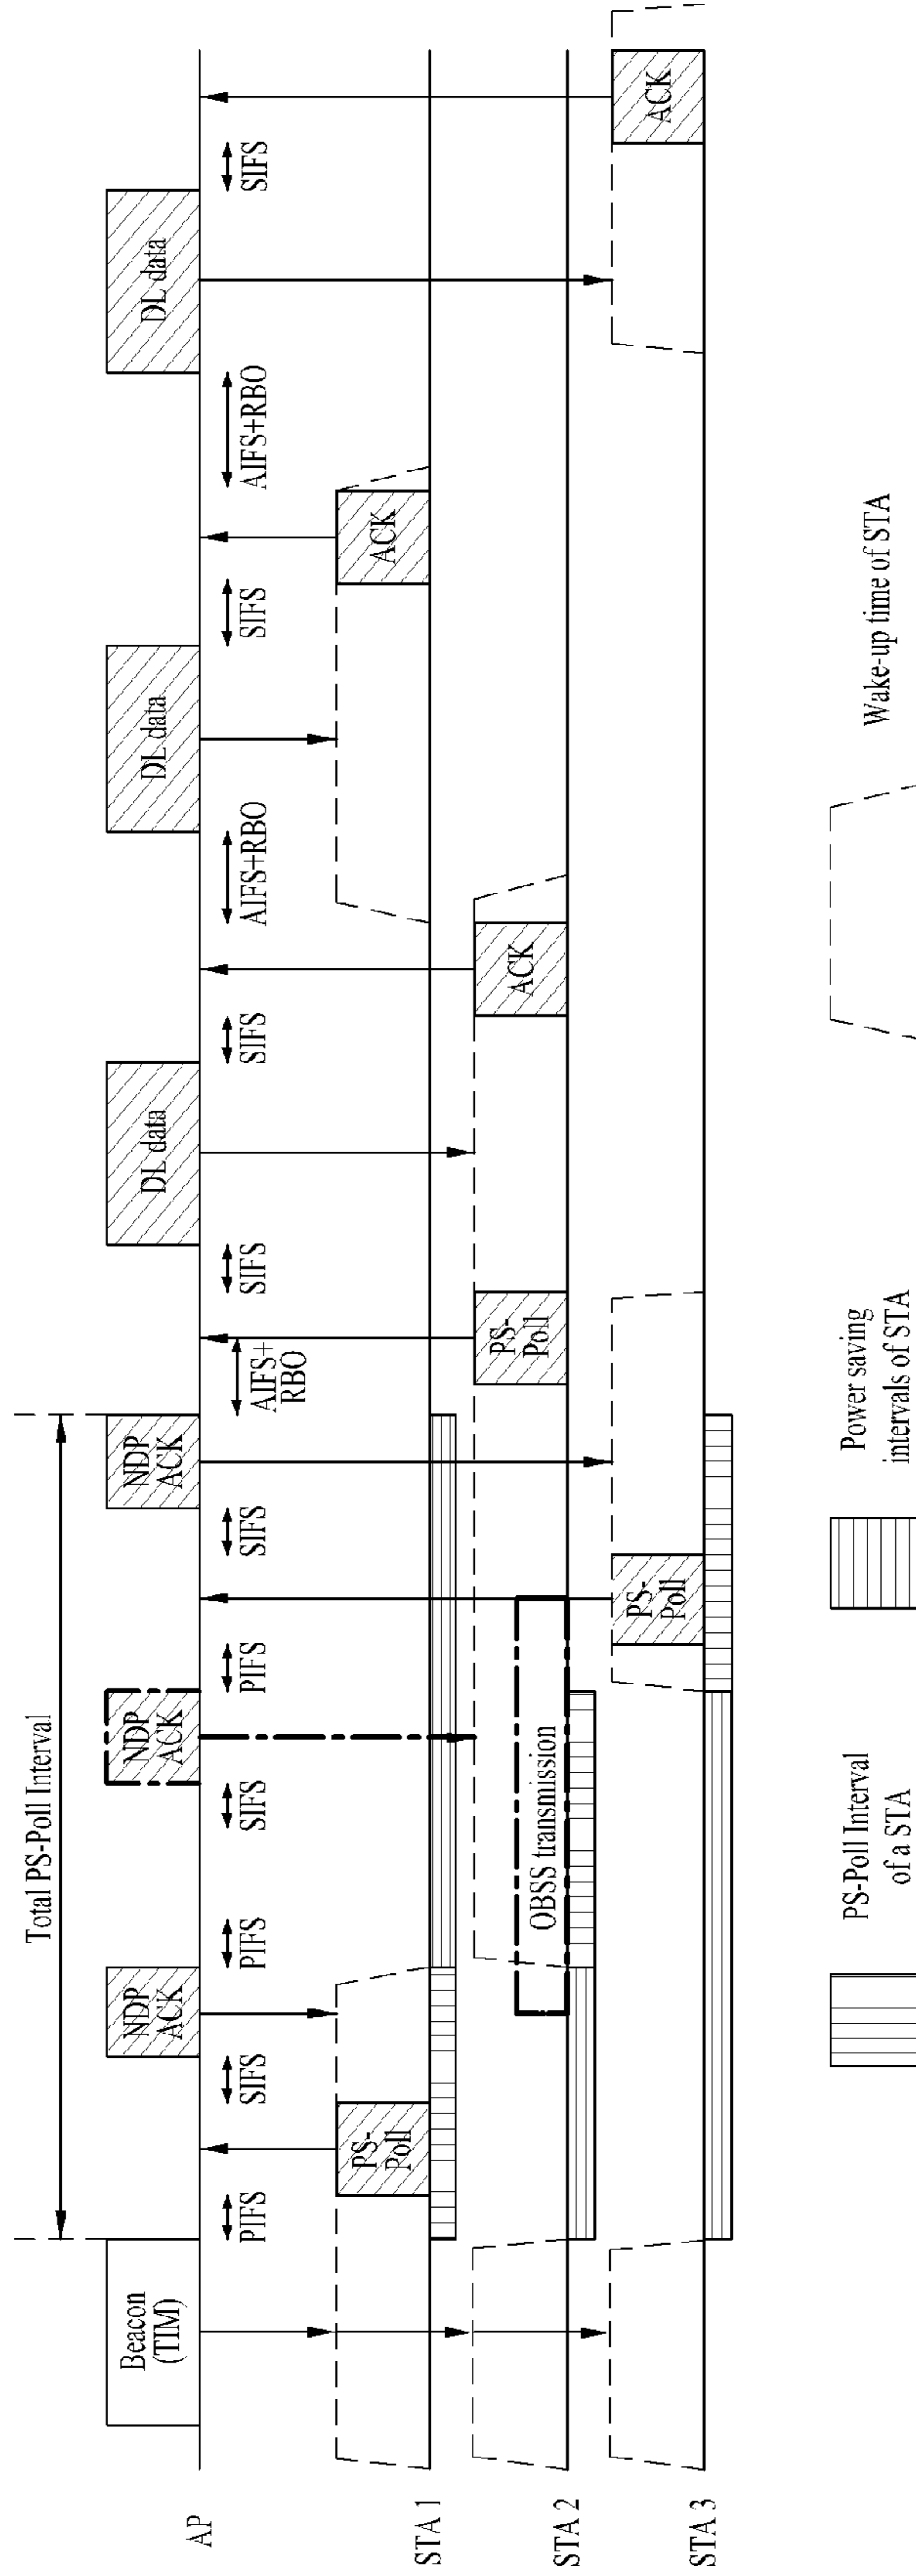 Total PS-Poll Interval
Beacon
(TIM)
NDP
ACK
NDP
ACK
NDP
ACK
DL data
DL data
DL data
AP
PIFS
SIFS
PIFS
SIFS
PIFS
SIFS
AIFS+
RBO
SIFS
SIFS
AIFS+RBO
SIFS
AIFS+RBO
SIFS
STA 1
PS-
Poll
ACK
STA 2
OBSS transmission
PS-
Poll
ACK
STA 3
PS-
Poll
ACK
PS-Poll Interval
of a STA
Power saving
intervals of STA
Wake-up time of STA